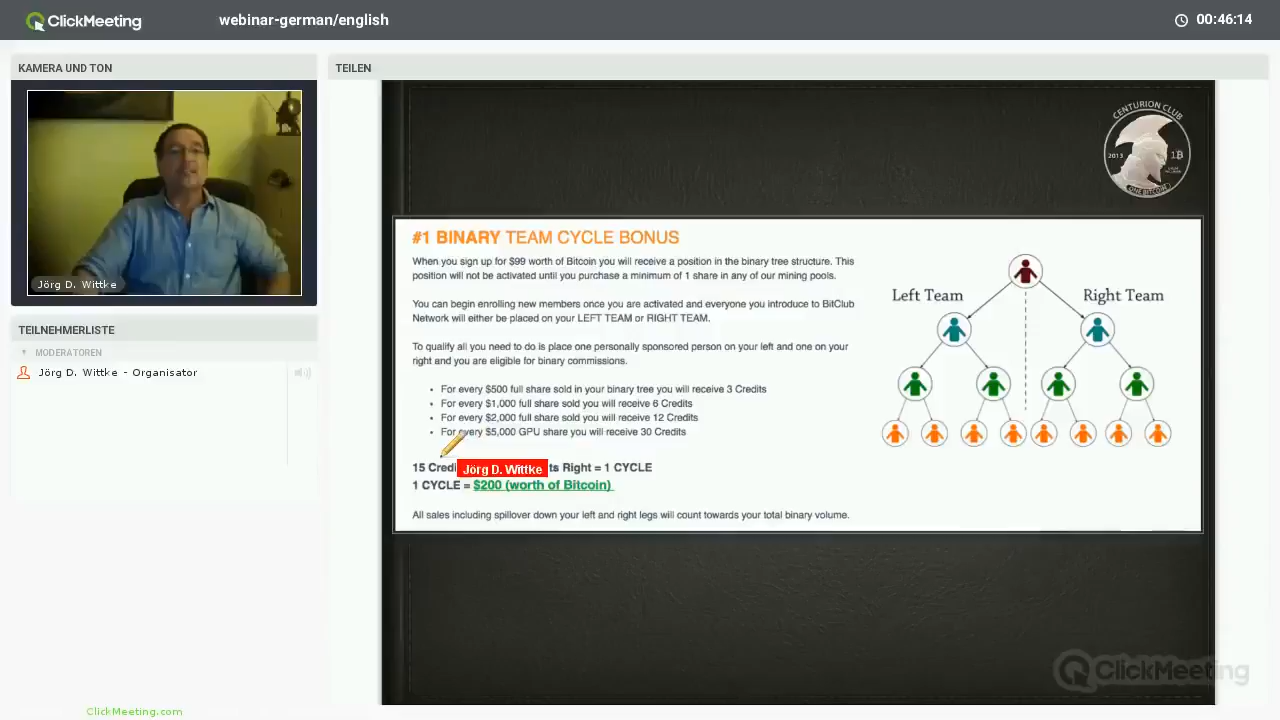 ClickMeeting
webinar-german/english
00:46:14
KAMERA UND TON
Jörg D. Wittke
TEILNEHMERLISTE
MODERATOREN
Jörg D. Wittke - Organisator
ClickMeeting.com
TEILEN
CENTURION CLUB
2013
1B
ONE BITCOIN
#1 BINARY TEAM CYCLE BONUS
When you sign up for $99 worth of Bitcoin you will receive a position in the binary tree structure. This
position will not be activated until you purchase a minimum of 1 share in any of our mining pools.
You can begin enrolling new members once you are activated and everyone you introduce to BitClub
Network will either be placed on your LEFT TEAM or RIGHT TEAM.
To qualify all you need to do is place one personally sponsored person on your left and one on your
right and you are eligible for binary commissions.
• For every $500 full share sold in your binary tree you will receive 3 Credits
• For every $1,000 full share sold you will receive 6 Credits
• For every $2,000 full share sold you will receive 12 Credits
• For every $5,000 GPU share you will receive 30 Credits
15 Credi
Jörg D. Wittke
ts Right = 1 CYCLE
1 CYCLE = $200 (worth of Bitcoin)
All sales including spillover down your left and right legs will count towards your total binary volume.
Left Team
Right Team
ClickMeeting